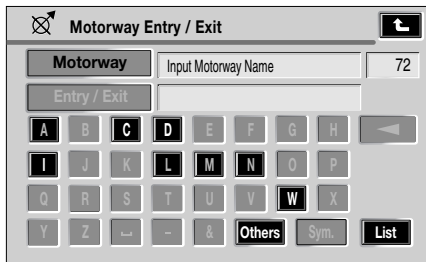 Motorway Entry / Exit
Motorway Input Motorway Name 72
Entry / Exit
A B C D E F G H
I J K L M N O P
Q R S T U V W X
Y Z ⎵ – & Others Sym. List